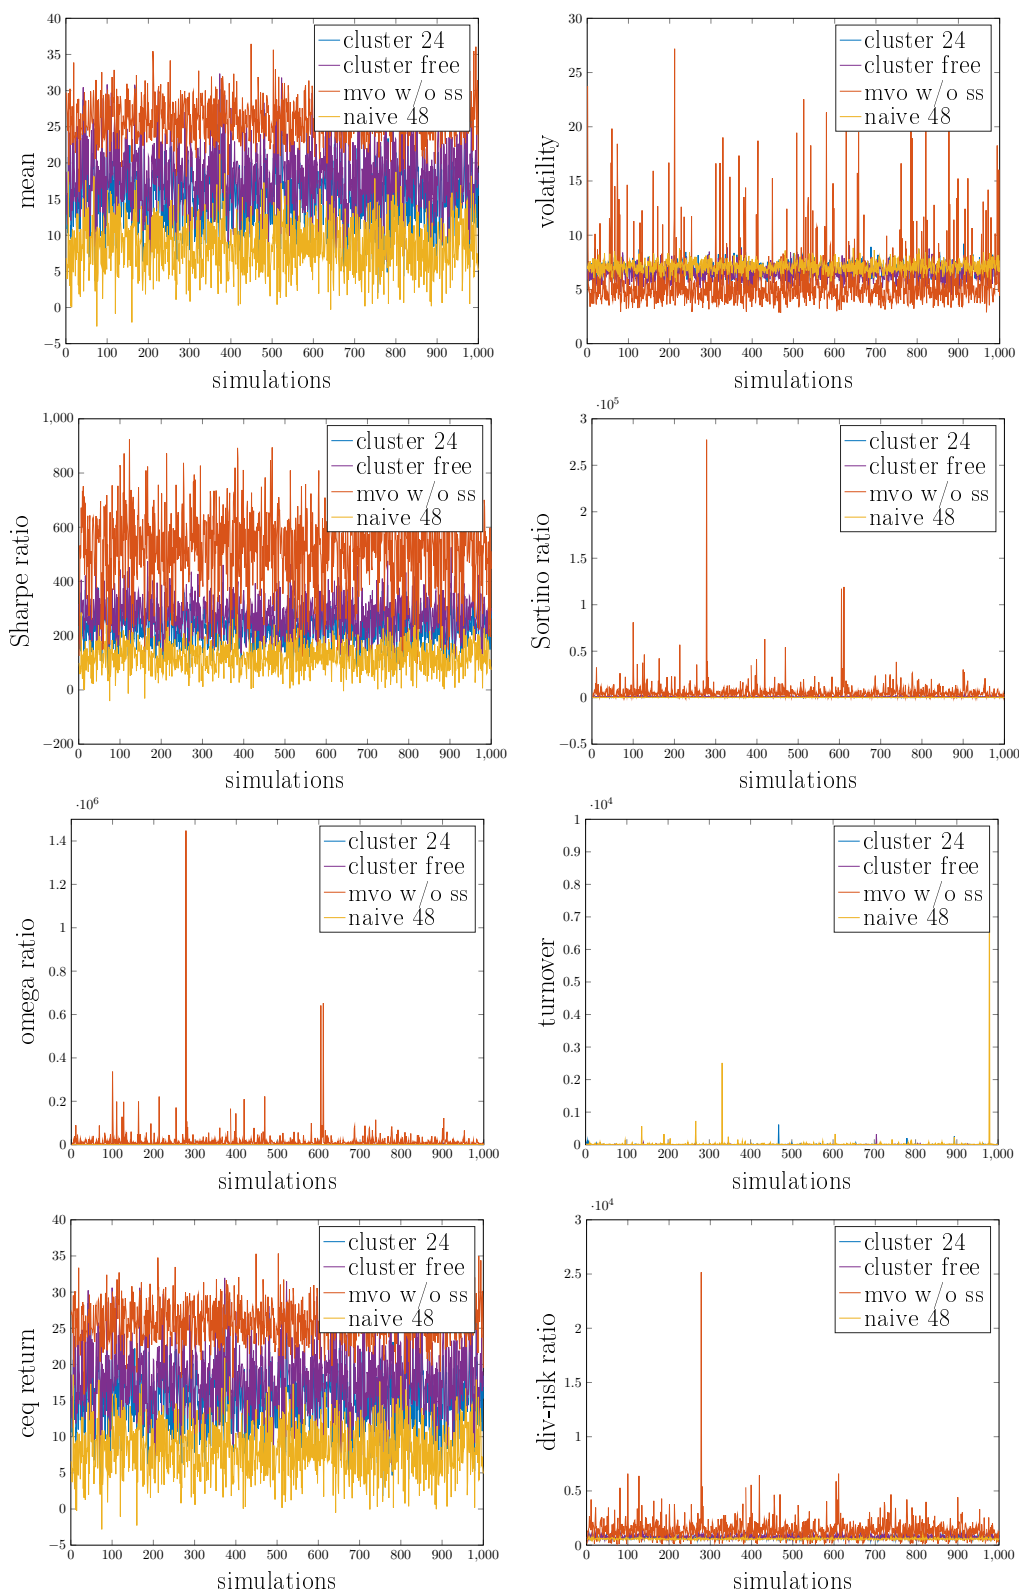 mean
40
35
30
25
20
15
10
5
0
−5
0 100 200 300 400 500 600 700 800 900 1,000
simulations
cluster 24
cluster free
mvo w/o ss
naive 48
volatility
30
25
20
15
10
5
0
0 100 200 300 400 500 600 700 800 900 1,000
simulations
cluster 24
cluster free
mvo w/o ss
naive 48
Sharpe ratio
1,000
800
600
400
200
0
−200
0 100 200 300 400 500 600 700 800 900 1,000
simulations
cluster 24
cluster free
mvo w/o ss
naive 48
Sortino ratio
·10⁵
3
2.5
2
1.5
1
0.5
0
−0.5
0 100 200 300 400 500 600 700 800 900 1,000
simulations
cluster 24
cluster free
mvo w/o ss
naive 48
omega ratio
·10⁶
1.4
1.2
1
0.8
0.6
0.4
0.2
0
0 100 200 300 400 500 600 700 800 900 1,000
simulations
cluster 24
cluster free
mvo w/o ss
naive 48
turnover
·10⁴
1
0.9
0.8
0.7
0.6
0.5
0.4
0.3
0.2
0.1
0
0 100 200 300 400 500 600 700 800 900 1,000
simulations
cluster 24
cluster free
mvo w/o ss
naive 48
ceq return
40
35
30
25
20
15
10
5
0
−5
0 100 200 300 400 500 600 700 800 900 1,000
simulations
cluster 24
cluster free
mvo w/o ss
naive 48
div-risk ratio
·10⁴
3
2.5
2
1.5
1
0.5
0
0 100 200 300 400 500 600 700 800 900 1,000
simulations
cluster 24
cluster free
mvo w/o ss
naive 48